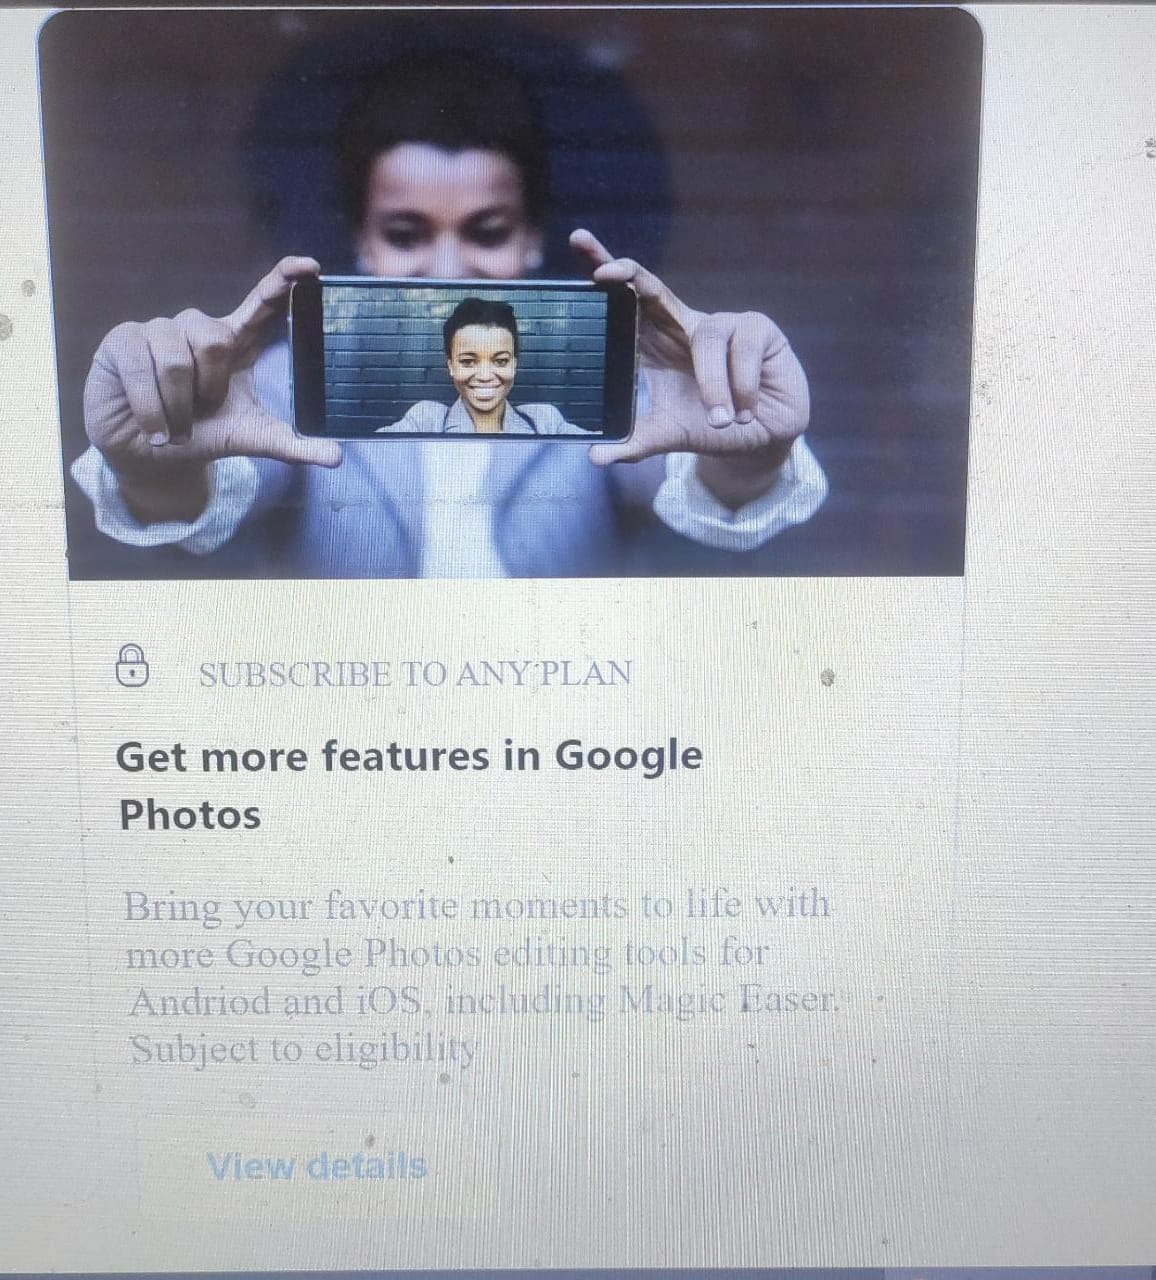 SUBSCRIBE TO ANY PLAN
Get more features in Google
Photos
Bring your favorite moments to life with
more Google Photos editing tools for
Andriod and iOS, including Magic Easer.
Subject to eligibility
View details